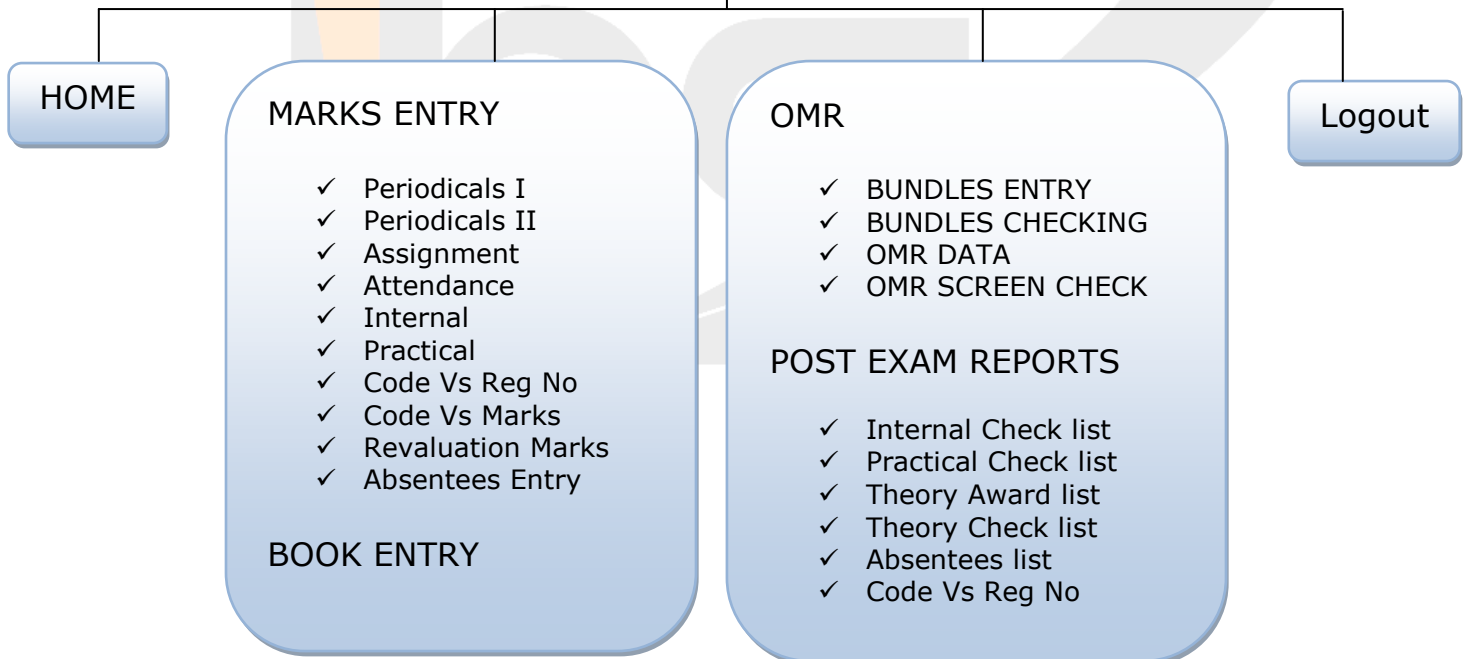 HOME
MARKS ENTRY
✓ Periodicals I
✓ Periodicals II
✓ Assignment
✓ Attendance
✓ Internal
✓ Practical
✓ Code Vs Reg No
✓ Code Vs Marks
✓ Revaluation Marks
✓ Absentees Entry
BOOK ENTRY
OMR
✓ BUNDLES ENTRY
✓ BUNDLES CHECKING
✓ OMR DATA
✓ OMR SCREEN CHECK
POST EXAM REPORTS
✓ Internal Check list
✓ Practical Check list
✓ Theory Award list
✓ Theory Check list
✓ Absentees list
✓ Code Vs Reg No
Logout